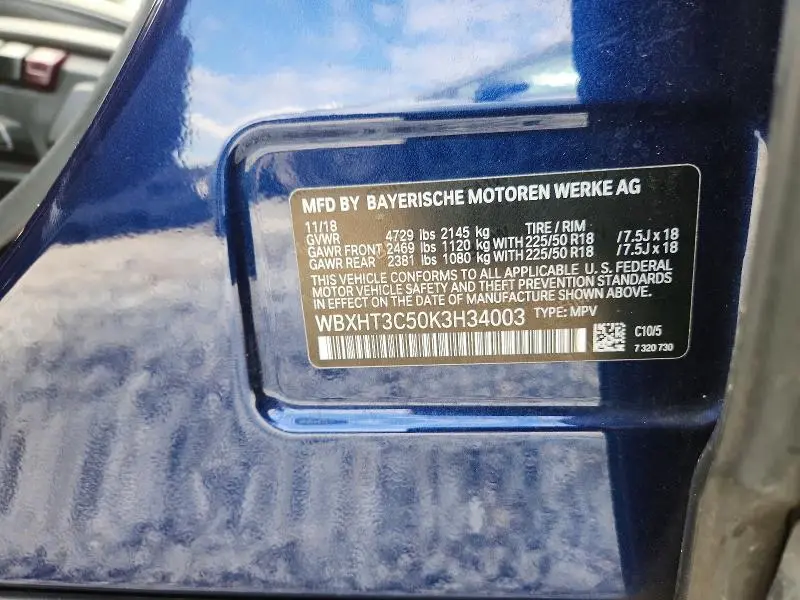 MFD BY BAYERISCHE MOTOREN WERKE AG
11/18 TIRE / RIM
GVWR 4729 lbs 2145 kg
GAWR FRONT 2469 lbs 1120 kg WITH 225/50 R18 / 7.5J x 18
GAWR REAR 2381 lbs 1080 kg WITH 225/50 R18 / 7.5J x 18
THIS VEHICLE CONFORMS TO ALL APPLICABLE U.S. FEDERAL
MOTOR VEHICLE SAFETY AND THEFT PREVENTION STANDARDS
IN EFFECT ON THE DATE OF MANUFACTURE SHOWN ABOVE.
WBXHT3C50K3H34003 TYPE: MPV
C10/5
7 320 730